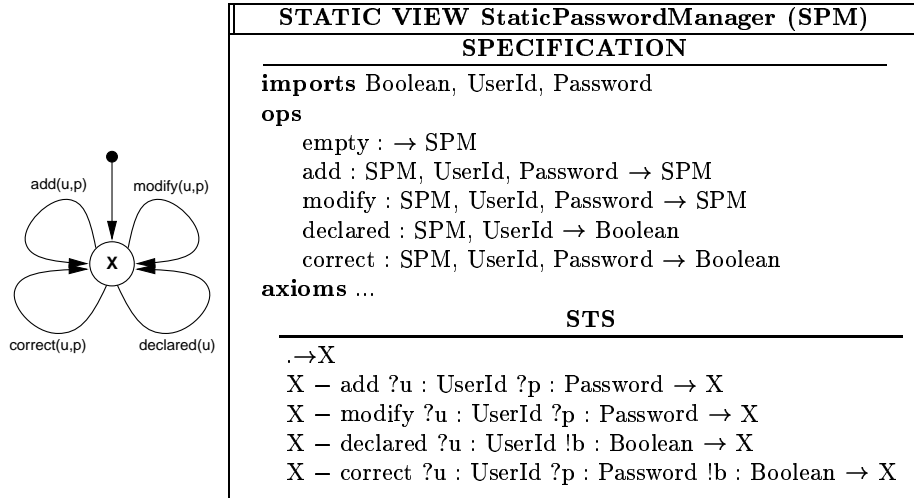 add(u,p)
modify(u,p)
X
correct(u,p)
declared(u)
STATIC VIEW StaticPasswordManager (SPM)
SPECIFICATION
imports Boolean, UserId, Password
ops
empty : → SPM
add : SPM, UserId, Password → SPM
modify : SPM, UserId, Password → SPM
declared : SPM, UserId → Boolean
correct : SPM, UserId, Password → Boolean
axioms ...
STS
.→X
X – add ?u : UserId ?p : Password → X
X – modify ?u : UserId ?p : Password → X
X – declared ?u : UserId !b : Boolean → X
X – correct ?u : UserId ?p : Password !b : Boolean → X